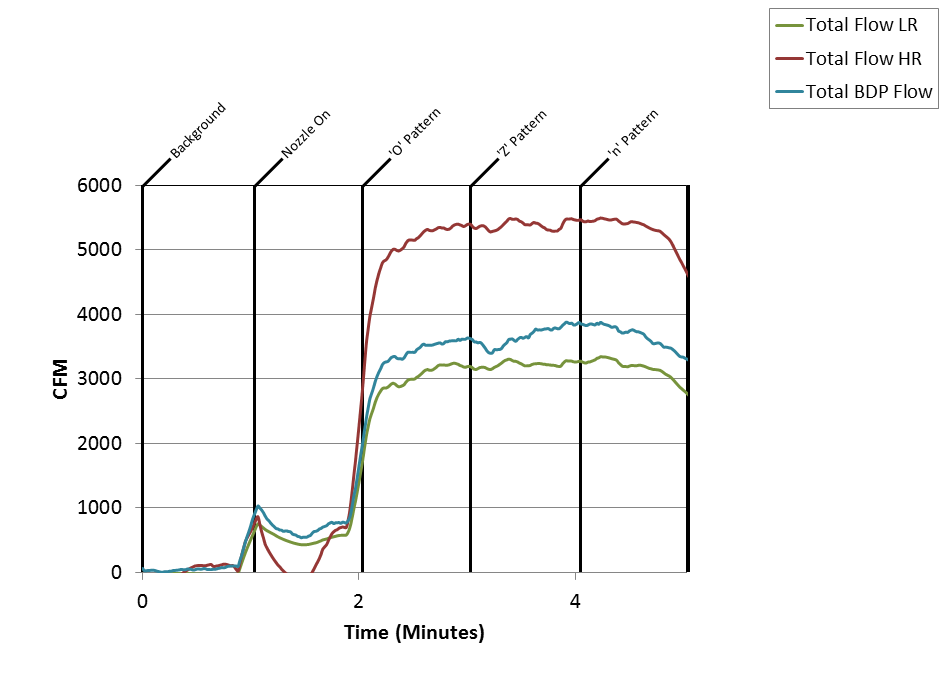 Total Flow LR
Total Flow HR
Total BDP Flow
Background
Nozzle On
'O' Pattern
'Z' Pattern
'n' Pattern
6000
5000
4000
3000
2000
1000
0
CFM
0 2 4
Time (Minutes)